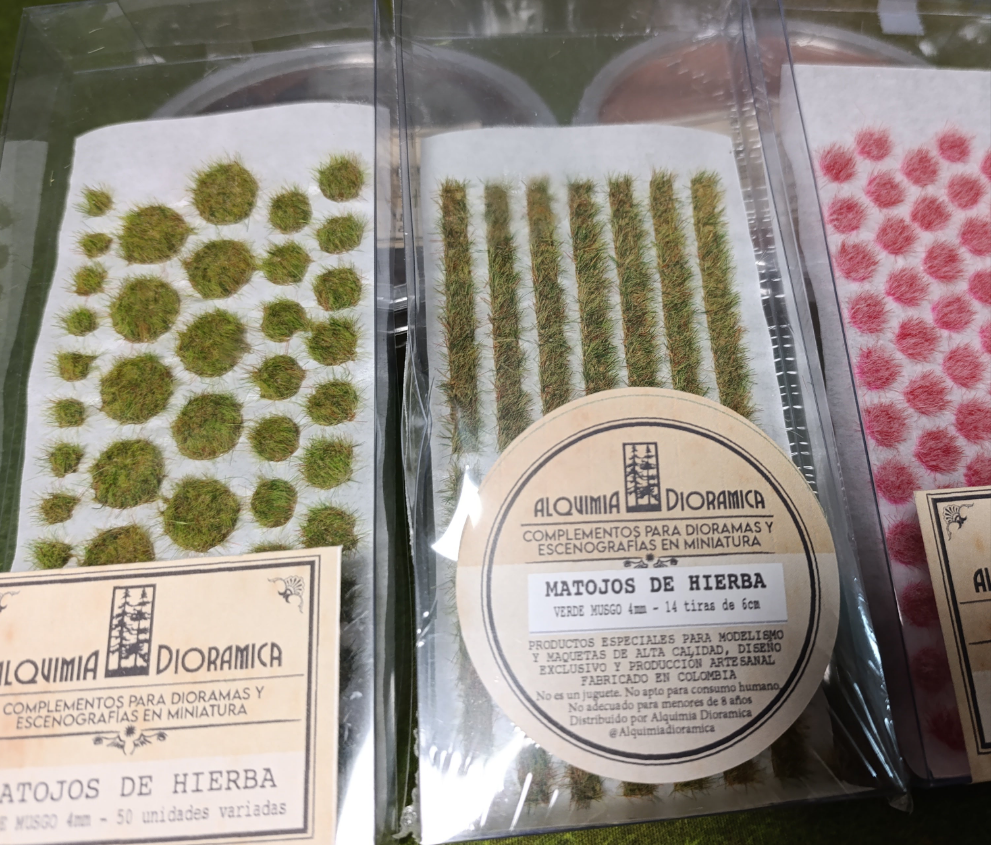 ALQUIMIA DIORAMICA
COMPLEMENTOS PARA DIORAMAS Y
ESCENOGRAFÍAS EN MINIATURA
MATOJOS DE HIERBA
VERDE MUSGO 4mm - 14 tiras de 6cm
PRODUCTOS ESPECIALES PARA MODELISMO
Y MAQUETAS DE ALTA CALIDAD, DISEÑO
EXCLUSIVO Y PRODUCCIÓN ARTESANAL
FABRICADO EN COLOMBIA
No es un juguete. No apto para consumo humano.
No adecuado para menores de 8 años
Distribuido por Alquimia Dioramica
@Alquimiadioramica
ALQUIMIA DIORAMICA
COMPLEMENTOS PARA DIORAMAS Y
ESCENOGRAFÍAS EN MINIATURA
MATOJOS DE HIERBA
MUSGO 4mm - 50 unidades variadas